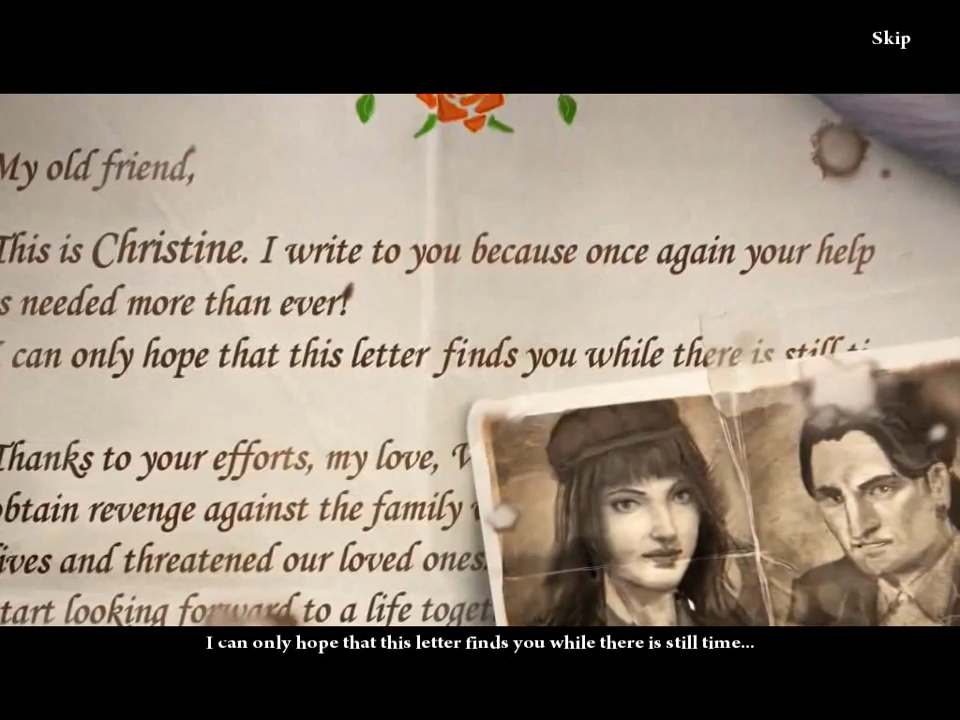 Skip
My old friend,
This is Christine. I write to you because once again your help
s needed more than ever!
I can only hope that this letter finds you while there is still
Thanks to your efforts, my love,
obtain revenge against the family
lives and threatened our loved ones.
start looking forward to a life toget
I can only hope that this letter finds you while there is still time...